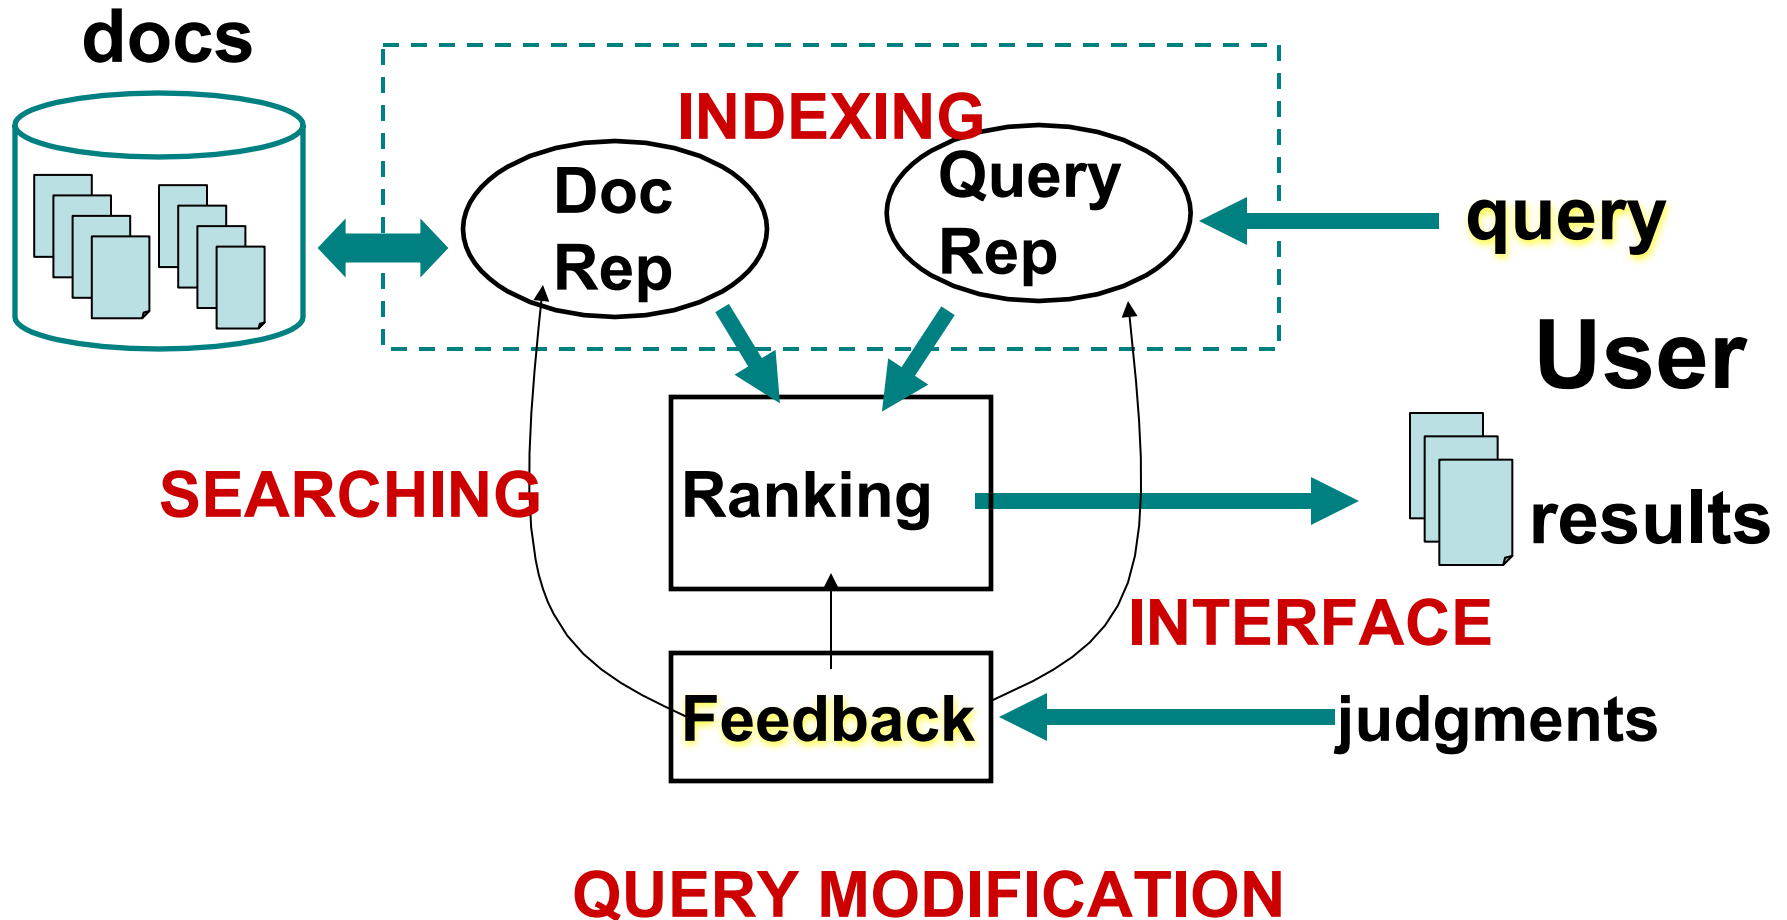 docs
INDEXING
Doc
Rep
Query
Rep
query
User
SEARCHING
Ranking
results
INTERFACE
Feedback
judgments
QUERY MODIFICATION